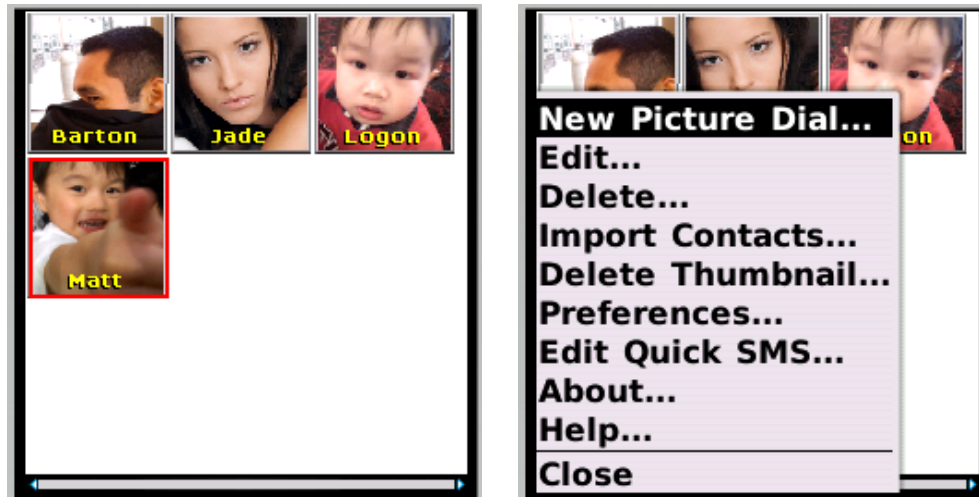 Barton
Jade
Logon
Matt
New Picture Dial...
on
Edit...
Delete...
Import Contacts...
Delete Thumbnail...
Preferences...
Edit Quick SMS...
About...
Help...
Close